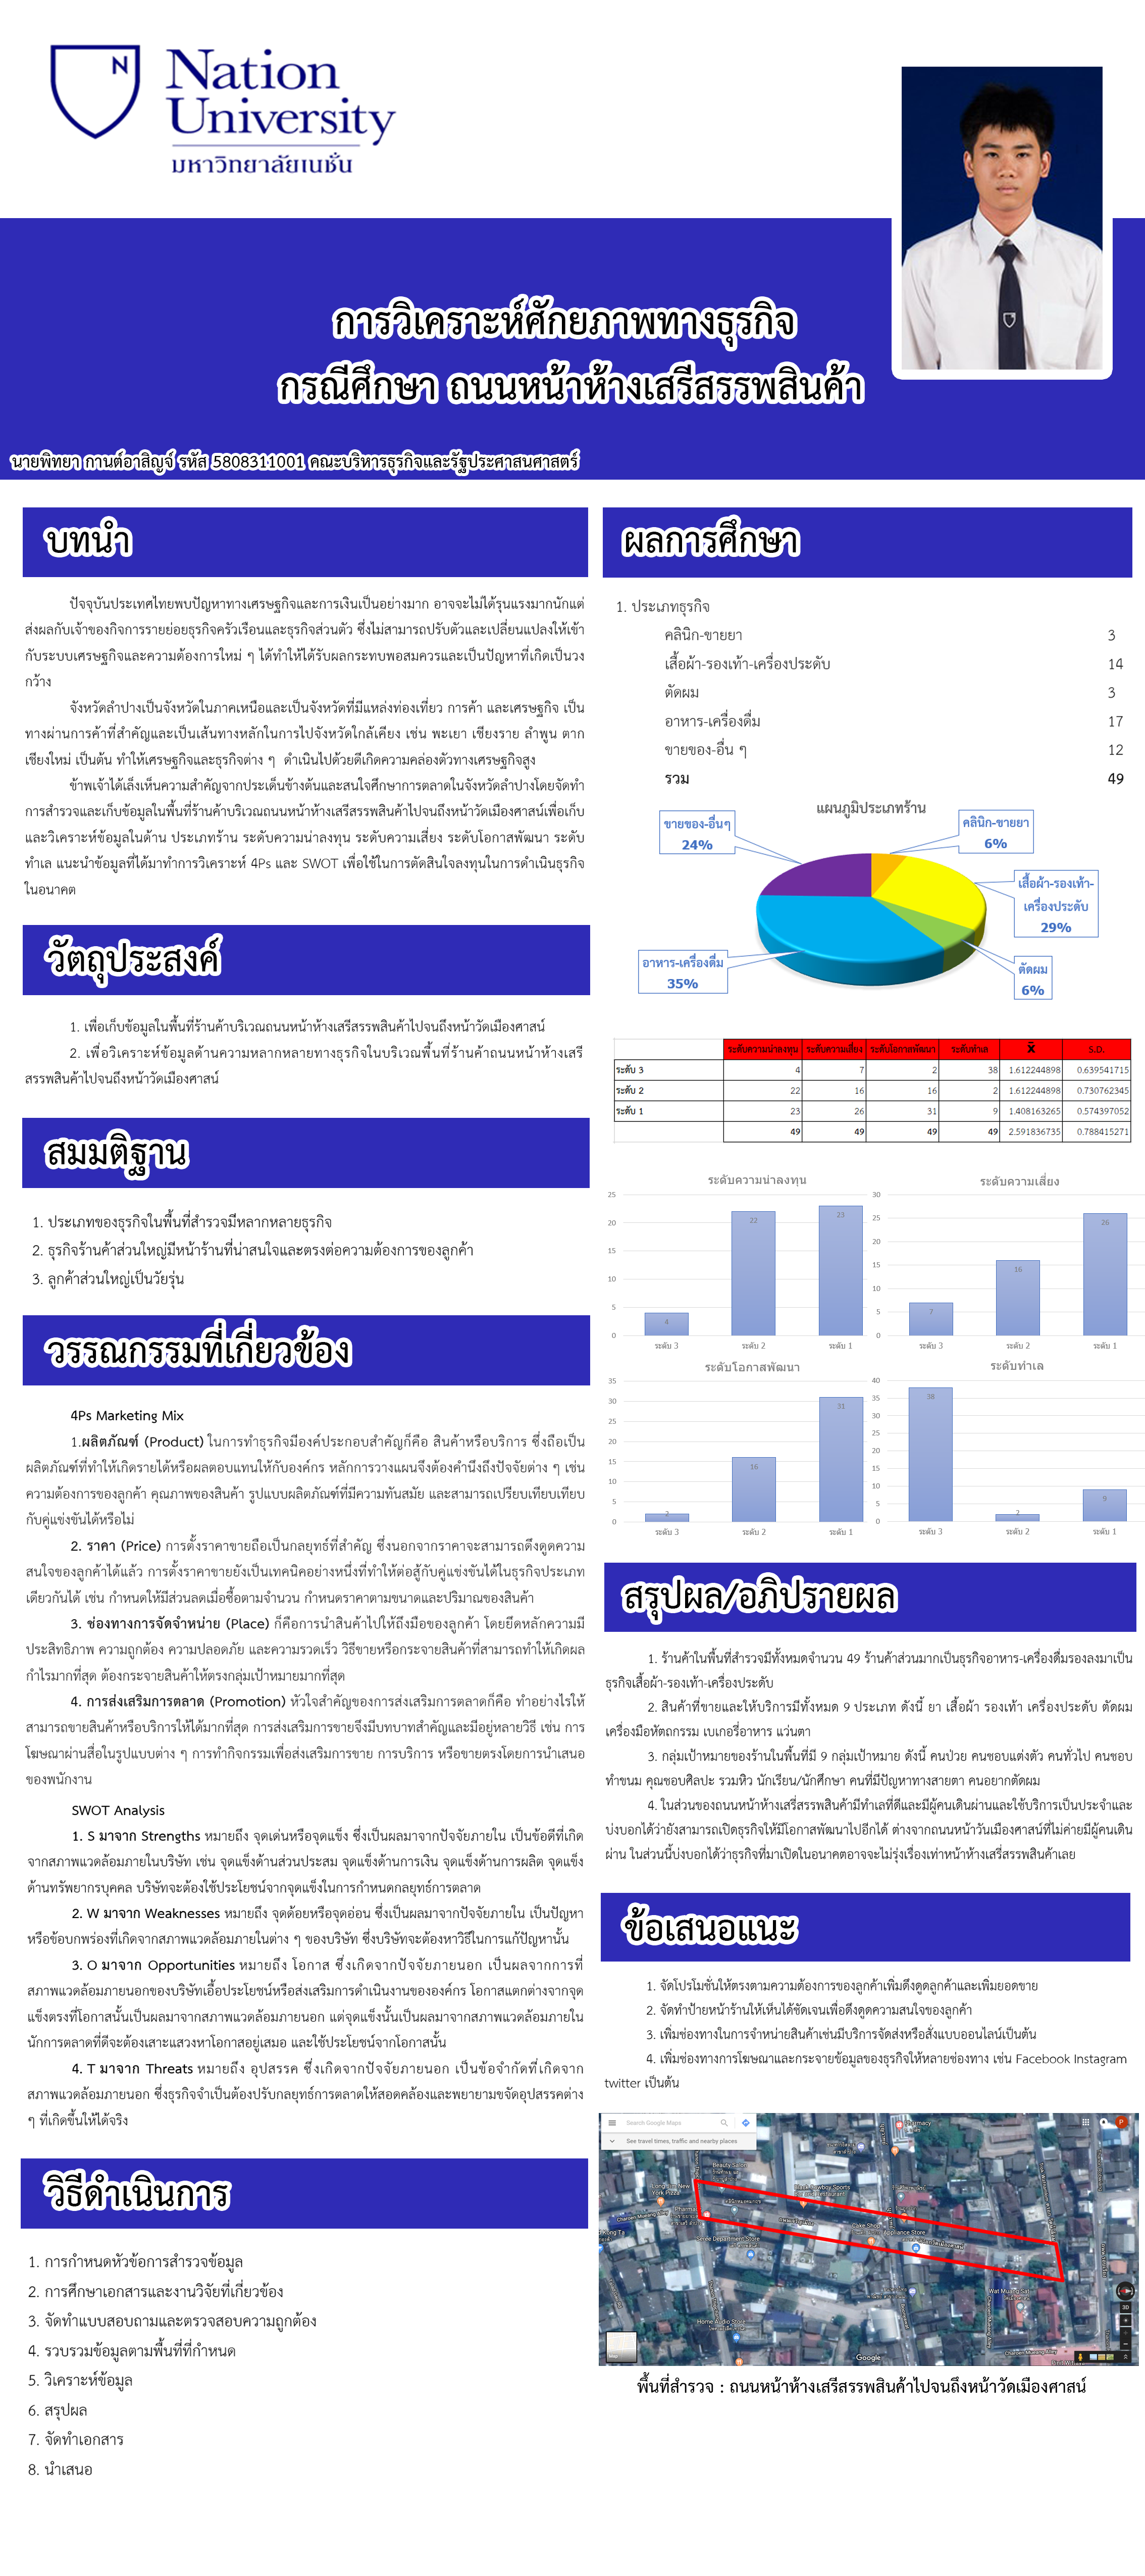 N
Nation
University
มหาวิทยาลัยเนชั่น
การวิเคราะห์ศักยภาพทางธุรกิจ
กรณีศึกษา ถนนหน้าห้างเสรีสรรพสินค้า
นายพิทยา กานต์อาสิญจ์ รหัส 5808311001 คณะบริหารธุรกิจและรัฐประศาสนศาสตร์
บทนำ
ปัจจุบันประเทศไทยพบปัญหาทางเศรษฐกิจและการเงินเป็นอย่างมาก อาจจะไม่ได้รุนแรงมากนักแต่
ส่งผลกับเจ้าของกิจการรายย่อยธุรกิจครัวเรือนและธุรกิจส่วนตัว ซึ่งไม่สามารถปรับตัวและเปลี่ยนแปลงให้เข้า
กับระบบเศรษฐกิจและความต้องการใหม่ ๆ ได้ทำให้ได้รับผลกระทบพอสมควรและเป็นปัญหาที่เกิดเป็นวง
กว้าง
จังหวัดลำปางเป็นจังหวัดในภาคเหนือและเป็นจังหวัดที่มีแหล่งท่องเที่ยว การค้า และเศรษฐกิจ เป็น
ทางผ่านการค้าที่สำคัญและเป็นเส้นทางหลักในการไปจังหวัดใกล้เคียง เช่น พะเยา เชียงราย ลำพูน ตาก
เชียงใหม่ เป็นต้น ทำให้เศรษฐกิจและธุรกิจต่าง ๆ ดำเนินไปด้วยดีเกิดความคล่องตัวทางเศรษฐกิจสูง
ข้าพเจ้าได้เล็งเห็นความสำคัญจากประเด็นข้างต้นและสนใจศึกษาการตลาดในจังหวัดลำปางโดยจัดทำ
การสำรวจและเก็บข้อมูลในพื้นที่ร้านค้าบริเวณถนนหน้าห้างเสรีสรรพสินค้าไปจนถึงหน้าวัดเมืองศาสน์เพื่อเก็บ
และวิเคราะห์ข้อมูลในด้าน ประเภทร้าน ระดับความน่าลงทุน ระดับความเสี่ยง ระดับโอกาสพัฒนา ระดับ
ทำเล แนะนำข้อมูลที่ได้มาทำการวิเคราะห์ 4Ps และ SWOT เพื่อใช้ในการตัดสินใจลงทุนในการดำเนินธุรกิจ
ในอนาคต
วัตถุประสงค์
1. เพื่อเก็บข้อมูลในพื้นที่ร้านค้าบริเวณถนนหน้าห้างเสรีสรรพสินค้าไปจนถึงหน้าวัดเมืองศาสน์
2. เพื่อวิเคราะห์ข้อมูลด้านความหลากหลายทางธุรกิจในบริเวณพื้นที่ร้านค้าถนนหน้าห้างเสรี
สรรพสินค้าไปจนถึงหน้าวัดเมืองศาสน์
สมมติฐาน
1. ประเภทของธุรกิจในพื้นที่สำรวจมีหลากหลายธุรกิจ
2. ธุรกิจร้านค้าส่วนใหญ่มีหน้าร้านที่น่าสนใจและตรงต่อความต้องการของลูกค้า
3. ลูกค้าส่วนใหญ่เป็นวัยรุ่น
วรรณกรรมที่เกี่ยวข้อง
4Ps Marketing Mix
1.ผลิตภัณฑ์ (Product) ในการทำธุรกิจมีองค์ประกอบสำคัญก็คือ สินค้าหรือบริการ ซึ่งถือเป็น
ผลิตภัณฑ์ที่ทำให้เกิดรายได้หรือผลตอบแทนให้กับองค์กร หลักการวางแผนจึงต้องคำนึงถึงปัจจัยต่าง ๆ เช่น
ความต้องการของลูกค้า คุณภาพของสินค้า รูปแบบผลิตภัณฑ์ที่มีความทันสมัย และสามารถเปรียบเทียบเทียบ
กับคู่แข่งขันได้หรือไม่
2. ราคา (Price) การตั้งราคาขายถือเป็นกลยุทธ์ที่สำคัญ ซึ่งนอกจากราคาจะสามารถดึงดูดความ
สนใจของลูกค้าได้แล้ว การตั้งราคาขายยังเป็นเทคนิคอย่างหนึ่งที่ทำให้ต่อสู้กับคู่แข่งขันได้ในธุรกิจประเภท
เดียวกันได้ เช่น กำหนดให้มีส่วนลดเมื่อซื้อตามจำนวน กำหนดราคาตามขนาดและปริมาณของสินค้า
3. ช่องทางการจัดจำหน่าย (Place) ก็คือการนำสินค้าไปให้ถึงมือของลูกค้า โดยยึดหลักความมี
ประสิทธิภาพ ความถูกต้อง ความปลอดภัย และความรวดเร็ว วิธีขายหรือกระจายสินค้าที่สามารถทำให้เกิดผล
กำไรมากที่สุด ต้องกระจายสินค้าให้ตรงกลุ่มเป้าหมายมากที่สุด
4. การส่งเสริมการตลาด (Promotion) หัวใจสำคัญของการส่งเสริมการตลาดก็คือ ทำอย่างไรให้
สามารถขายสินค้าหรือบริการให้ได้มากที่สุด การส่งเสริมการขายจึงมีบทบาทสำคัญและมีอยู่หลายวิธี เช่น การ
โฆษณาผ่านสื่อในรูปแบบต่าง ๆ การทำกิจกรรมเพื่อส่งเสริมการขาย การบริการ หรือขายตรงโดยการนำเสนอ
ของพนักงาน
SWOT Analysis
1. S มาจาก Strengths หมายถึง จุดเด่นหรือจุดแข็ง ซึ่งเป็นผลมาจากปัจจัยภายใน เป็นข้อดีที่เกิด
จากสภาพแวดล้อมภายในบริษัท เช่น จุดแข็งด้านส่วนประสม จุดแข็งด้านการเงิน จุดแข็งด้านการผลิต จุดแข็ง
ด้านทรัพยากรบุคคล บริษัทจะต้องใช้ประโยชน์จากจุดแข็งในการกำหนดกลยุทธ์การตลาด
2. W มาจาก Weaknesses หมายถึง จุดด้อยหรือจุดอ่อน ซึ่งเป็นผลมาจากปัจจัยภายใน เป็นปัญหา
หรือข้อบกพร่องที่เกิดจากสภาพแวดล้อมภายในต่าง ๆ ของบริษัท ซึ่งบริษัทจะต้องหาวิธีในการแก้ปัญหานั้น
3. O มาจาก Opportunities หมายถึง โอกาส ซึ่งเกิดจากปัจจัยภายนอก เป็นผลจากการที่
สภาพแวดล้อมภายนอกของบริษัทเอื้อประโยชน์หรือส่งเสริมการดำเนินงานขององค์กร โอกาสแตกต่างจากจุด
แข็งตรงที่โอกาสนั้นเป็นผลมาจากสภาพแวดล้อมภายนอก แต่จุดแข็งนั้นเป็นผลมาจากสภาพแวดล้อมภายใน
นักการตลาดที่ดีจะต้องเสาะแสวงหาโอกาสอยู่เสมอ และใช้ประโยชน์จากโอกาสนั้น
4. T มาจาก Threats หมายถึง อุปสรรค ซึ่งเกิดจากปัจจัยภายนอก เป็นข้อจำกัดที่เกิดจาก
สภาพแวดล้อมภายนอก ซึ่งธุรกิจจำเป็นต้องปรับกลยุทธ์การตลาดให้สอดคล้องและพยายามขจัดอุปสรรคต่าง
ๆ ที่เกิดขึ้นให้ได้จริง
วิธีดำเนินการ
1. การกำหนดหัวข้อการสำรวจข้อมูล
2. การศึกษาเอกสารและงานวิจัยที่เกี่ยวข้อง
3. จัดทำแบบสอบถามและตรวจสอบความถูกต้อง
4. รวบรวมข้อมูลตามพื้นที่ที่กำหนด
5. วิเคราะห์ข้อมูล
6. สรุปผล
7. จัดทำเอกสาร
8. นำเสนอ
ผลการศึกษา
1. ประเภทธุรกิจ
คลินิก-ขายยา 3
เสื้อผ้า-รองเท้า-เครื่องประดับ 14
ตัดผม 3
อาหาร-เครื่องดื่ม 17
ขายของ-อื่น ๆ 12
รวม 49
แผนภูมิประเภทร้าน
ขายของ-อื่นๆ
24%
คลินิก-ขายยา
6%
เสื้อผ้า-รองเท้า-
เครื่องประดับ
29%
อาหาร-เครื่องดื่ม
35%
ตัดผม
6%
ระดับความน่าลงทุน ระดับความเสี่ยง ระดับโอกาสพัฒนา ระดับทำเล x̄ S.D.
ระดับ 3 4 7 2 38 1.612244898 0.639541715
ระดับ 2 22 16 16 2 1.612244898 0.730762345
ระดับ 1 23 26 31 9 1.408163265 0.574397052
49 49 49 49 2.591836735 0.788415271
ระดับความน่าลงทุน
25
20
15
10
5
0
4
22
23
ระดับ 3 ระดับ 2 ระดับ 1
ระดับความเสี่ยง
30
25
20
15
10
5
0
7
16
26
ระดับ 3 ระดับ 2 ระดับ 1
ระดับโอกาสพัฒนา
35
30
25
20
15
10
5
0
2
16
31
ระดับ 3 ระดับ 2 ระดับ 1
ระดับทำเล
40
35
30
25
20
15
10
5
0
38
2
9
ระดับ 3 ระดับ 2 ระดับ 1
สรุปผล/อภิปรายผล
1. ร้านค้าในพื้นที่สำรวจมีทั้งหมดจำนวน 49 ร้านค้าส่วนมากเป็นธุรกิจอาหาร-เครื่องดื่มรองลงมาเป็น
ธุรกิจเสื้อผ้า-รองเท้า-เครื่องประดับ
2. สินค้าที่ขายและให้บริการมีทั้งหมด 9 ประเภท ดังนี้ ยา เสื้อผ้า รองเท้า เครื่องประดับ ตัดผม
เครื่องมือหัตถกรรม เบเกอรี่อาหาร แว่นตา
3. กลุ่มเป้าหมายของร้านในพื้นที่มี 9 กลุ่มเป้าหมาย ดังนี้ คนป่วย คนชอบแต่งตัว คนทั่วไป คนชอบ
ทำขนม คุณชอบศิลปะ รวมหิว นักเรียน/นักศึกษา คนที่มีปัญหาทางสายตา คนอยากตัดผม
4. ในส่วนของถนนหน้าห้างเสรี่สรรพสินค้ามีทำเลที่ดีและมีผู้คนเดินผ่านและใช้บริการเป็นประจำและ
บ่งบอกได้ว่ายังสามารถเปิดธุรกิจให้มีโอกาสพัฒนาไปอีกได้ ต่างจากถนนหน้าวันเมืองศาสน์ที่ไม่ค่อยมีผู้คนเดิน
ผ่าน ในส่วนนี้บ่งบอกได้ว่าธุรกิจที่มาเปิดในอนาคตอาจจะไม่รุ่งเรื่องเท่าหน้าห้างเสรี่สรรพสินค้าเลย
ข้อเสนอแนะ
1. จัดโปรโมชั่นให้ตรงตามความต้องการของลูกค้าเพิ่มดึงดูดลูกค้าและเพิ่มยอดขาย
2. จัดทำป้ายหน้าร้านให้เห็นได้ชัดเจนเพื่อดึงดูดความสนใจของลูกค้า
3. เพิ่มช่องทางในการจำหน่ายสินค้าเช่นมีบริการจัดส่งหรือสั่งแบบออนไลน์เป็นต้น
4. เพิ่มช่องทางการโฆษณาและกระจายข้อมูลของธุรกิจให้หลายช่องทาง เช่น Facebook Instagram
twitter เป็นต้น
Search Google Maps
See travel times, traffic and nearby places
P
Beauty Salon
York Pizza
Department Store
Appliance Store
Wat Muang Sat
Home Audio Store
Charoen Mueang Alley
Google
3D
พื้นที่สำรวจ : ถนนหน้าห้างเสรีสรรพสินค้าไปจนถึงหน้าวัดเมืองศาสน์